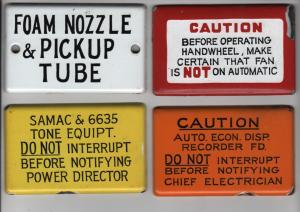 FOAM NOZZLE
& PICKUP
TUBE
CAUTION
BEFORE OPERATING
HANDWHEEL, MAKE
CERTAIN THAT FAN
IS NOT ON AUTOMATIC
SAMAC & 6635
TONE EQUIPT.
DO NOT INTERRUPT
BEFORE NOTIFYING
POWER DIRECTOR
CAUTION
AUTO. ECON. DISP.
RECORDER FD.
DO NOT INTERRUPT
BEFORE NOTIFYING
CHIEF ELECTRICIAN